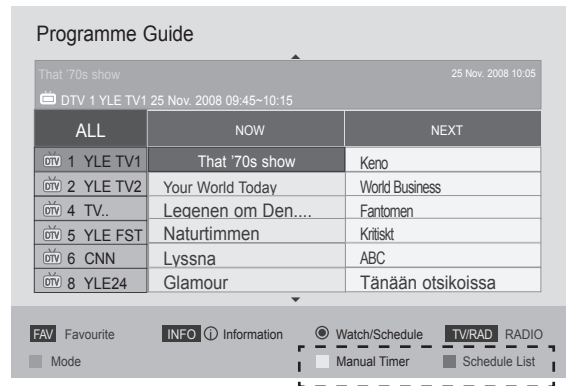 Programme Guide
That '70s show 25 Nov. 2008 10:05
DTV 1 YLE TV1 25 Nov. 2008 09:45~10:15
ALL NOW NEXT
DTV 1 YLE TV1 That '70s show Keno
DTV 2 YLE TV2 Your World Today World Business
DTV 4 TV.. Legenen om Den.... Fantomen
DTV 5 YLE FST Naturtimmen Kritiskt
DTV 6 CNN Lyssna ABC
DTV 8 YLE24 Glamour Tänään otsikoissa
FAV Favourite INFO i Information Watch/Schedule TV/RAD RADIO
Mode Manual Timer Schedule List